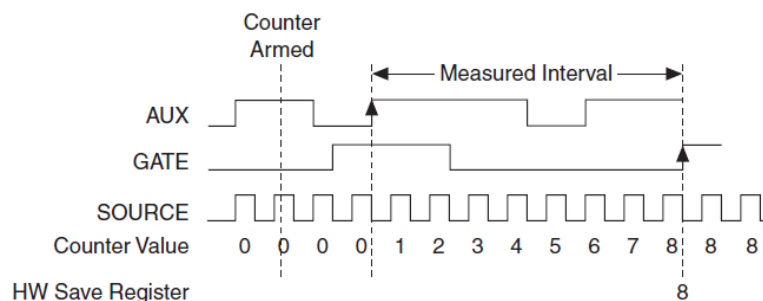 Counter
Armed
Measured Interval
AUX
GATE
SOURCE
Counter Value 0 0 0 0 1 2 3 4 5 6 7 8 8 8
HW Save Register 8